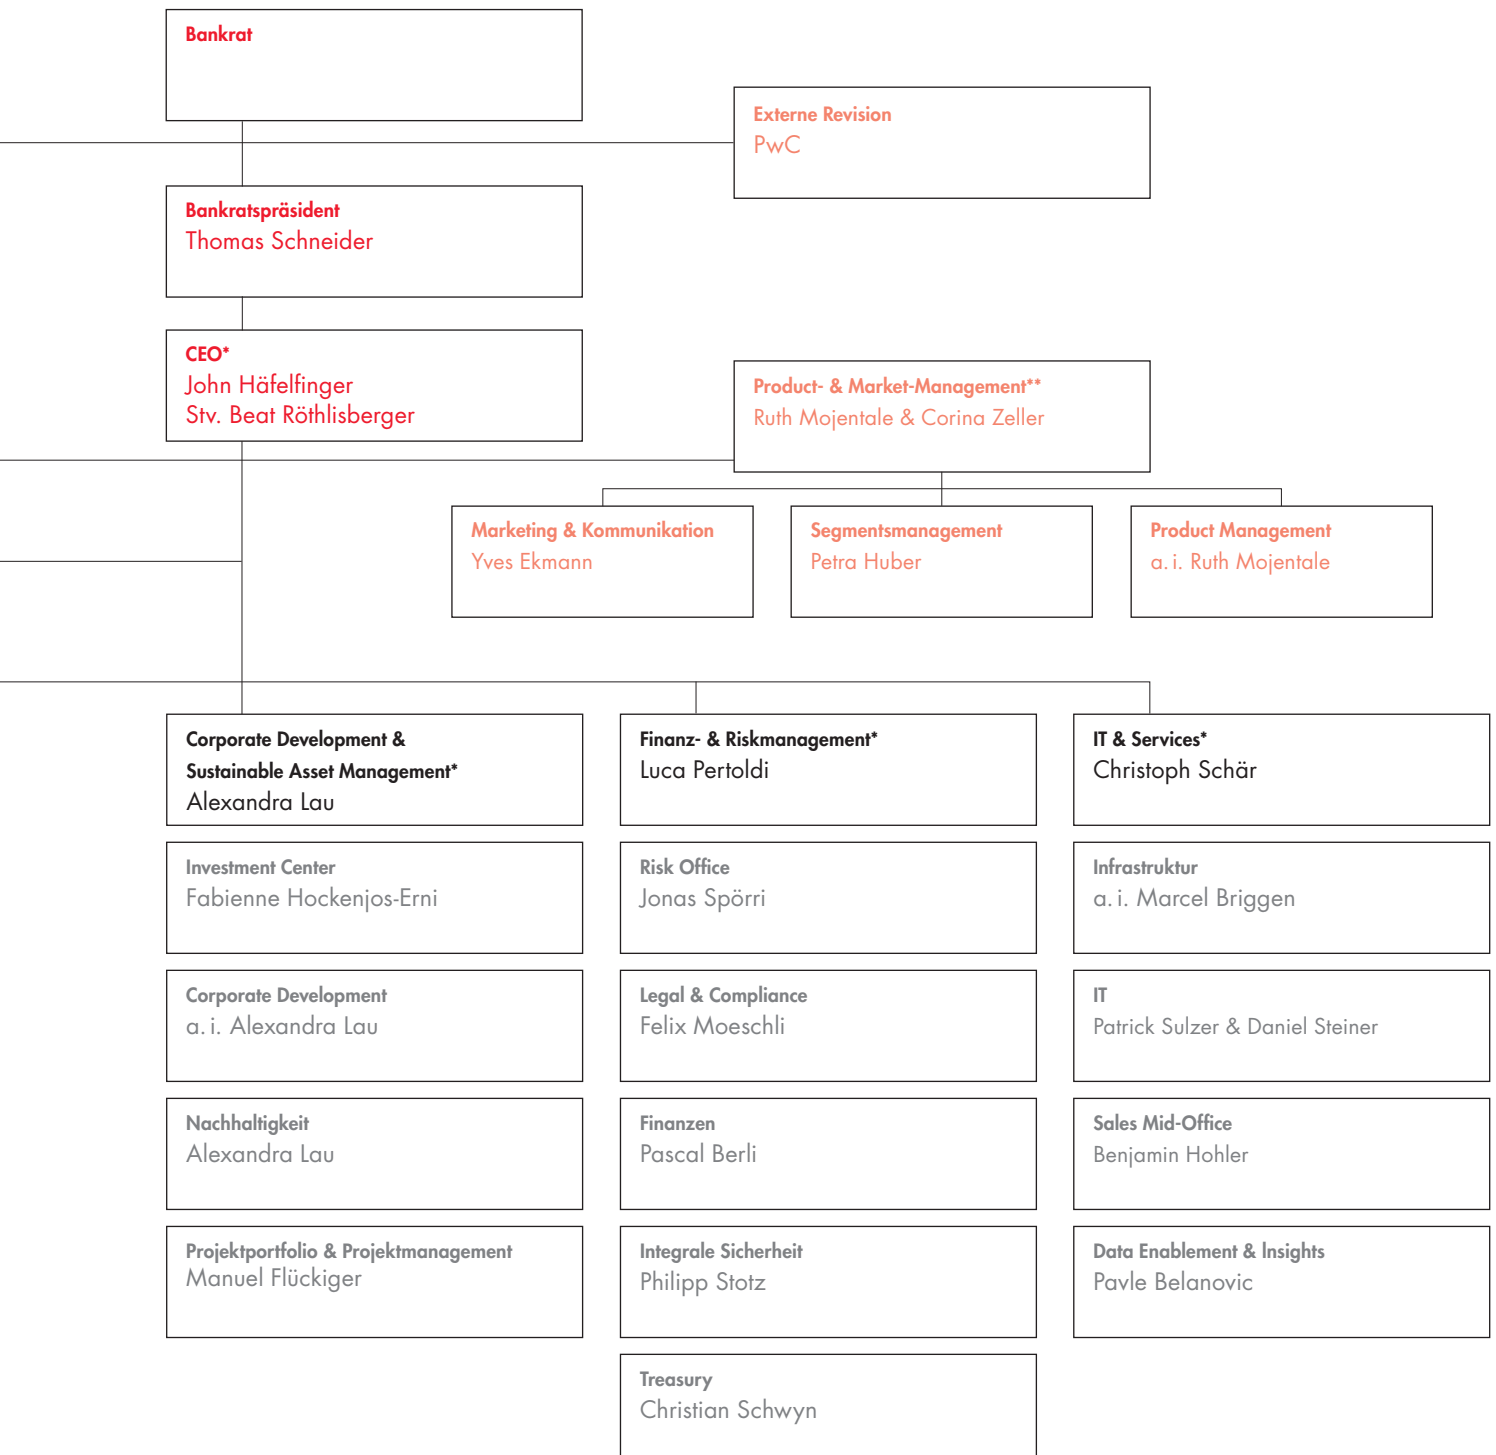 Bankrat
Externe Revision
PwC
Bankratspräsident
Thomas Schneider
CEO*
John Häfelfinger
Stv. Beat Röthlisberger
Product- & Market-Management**
Ruth Mojentale & Corina Zeller
Marketing & Kommunikation
Yves Ekmann
Segmentsmanagement
Petra Huber
Product Management
a. i. Ruth Mojentale
Corporate Development &
Sustainable Asset Management*
Alexandra Lau
Investment Center
Fabienne Hockenjos-Erni
Corporate Development
a. i. Alexandra Lau
Nachhaltigkeit
Alexandra Lau
Projektportfolio & Projektmanagement
Manuel Flückiger
Finanz- & Riskmanagement*
Luca Pertoldi
Risk Office
Jonas Spörri
Legal & Compliance
Felix Moeschli
Finanzen
Pascal Berli
Integrale Sicherheit
Philipp Stotz
Treasury
Christian Schwyn
IT & Services*
Christoph Schär
Infrastruktur
a. i. Marcel Briggen
IT
Patrick Sulzer & Daniel Steiner
Sales Mid-Office
Benjamin Hohler
Data Enablement & Insights
Pavle Belanovic